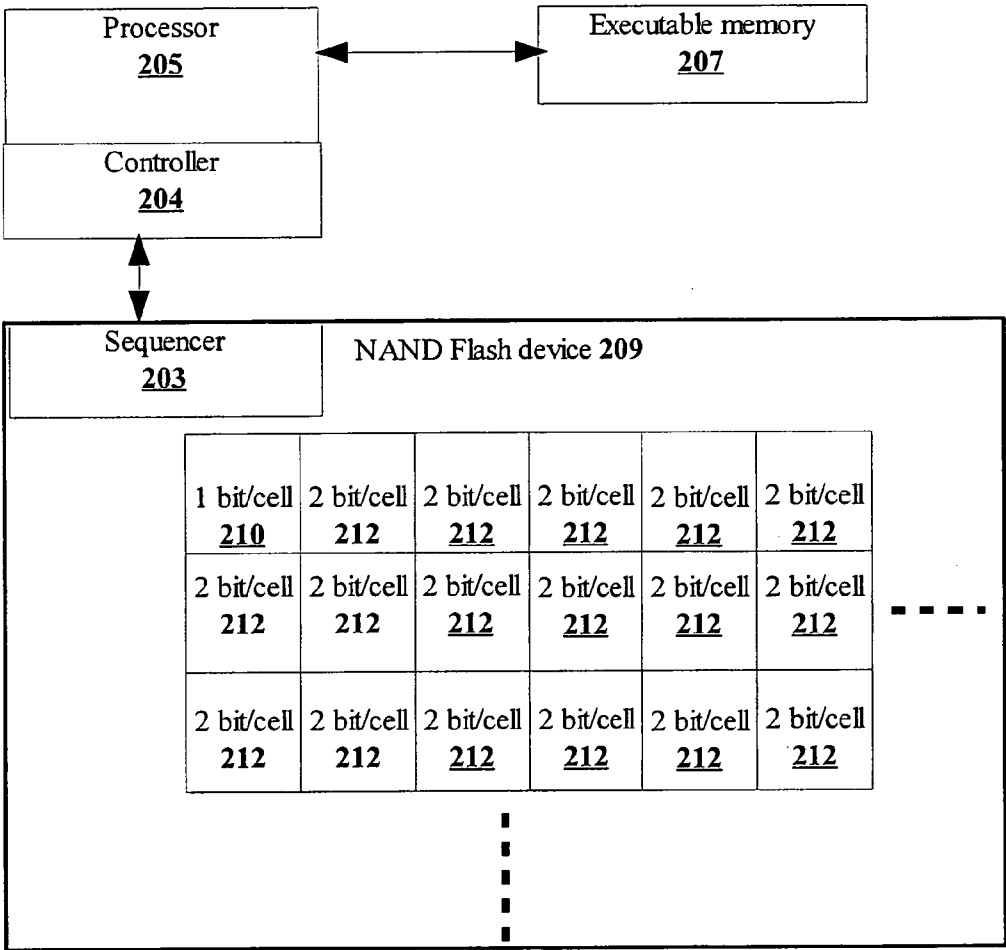 Processor
205
Executable memory
207
Controller
204
Sequencer
203
NAND Flash device 209
1 bit/cell 2 bit/cell 2 bit/cell 2 bit/cell 2 bit/cell 2 bit/cell
210 212 212 212 212 212
2 bit/cell 2 bit/cell 2 bit/cell 2 bit/cell 2 bit/cell 2 bit/cell
212 212 212 212 212 212
2 bit/cell 2 bit/cell 2 bit/cell 2 bit/cell 2 bit/cell 2 bit/cell
212 212 212 212 212 212